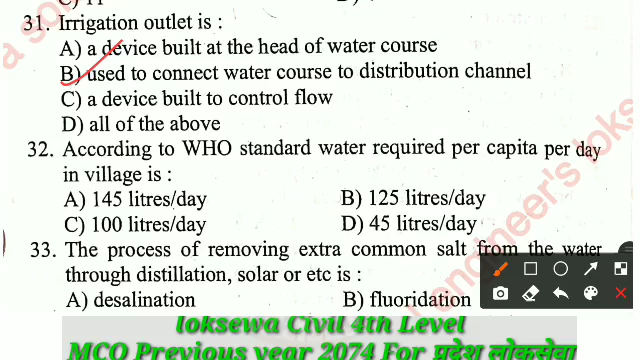 31. Irrigation outlet is :
A) a device built at the head of water course
B) used to connect water course to distribution channel
C) a device built to control flow
D) all of the above
32. According to WHO standard water required per capita per day
in village is :
A) 145 litres/day B) 125 litres/day
C) 100 litres/day D) 45 litres/day
33. The process of removing extra common salt from the water
through distillation, solar or etc is :
A) desalination B) fluoridation
loksewa Civil 4th Level
MCQ Previous year 2074 For प्रदेश लोकसेवा